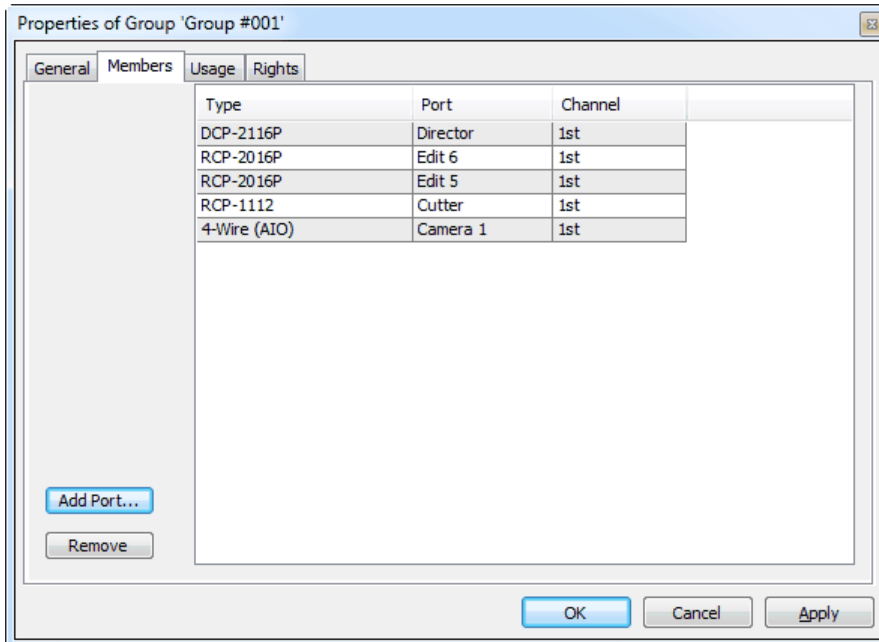 Properties of Group 'Group #001'
General Members Usage Rights
Type Port Channel
DCP-2116P Director 1st
RCP-2016P Edit 6 1st
RCP-2016P Edit 5 1st
RCP-1112 Cutter 1st
4-Wire (AIO) Camera 1 1st
Add Port...
Remove
OK Cancel Apply